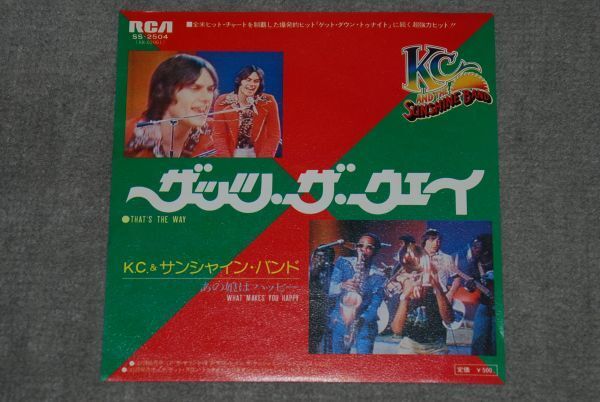 RCA
SS-2504
■全米ヒット・チャートを制覇した爆発的ヒット「ゲット・ダウン・トゥナイト」に続く超強力ヒット!!
KC
AND THE
SUNSHINE BAND
ザッツ・ザ・ウェイ
●THAT'S THE WAY
K.C.&サンシャイン・バンド
あの娘はハッピー
WHAT MAKES YOU HAPPY
定価 ¥500